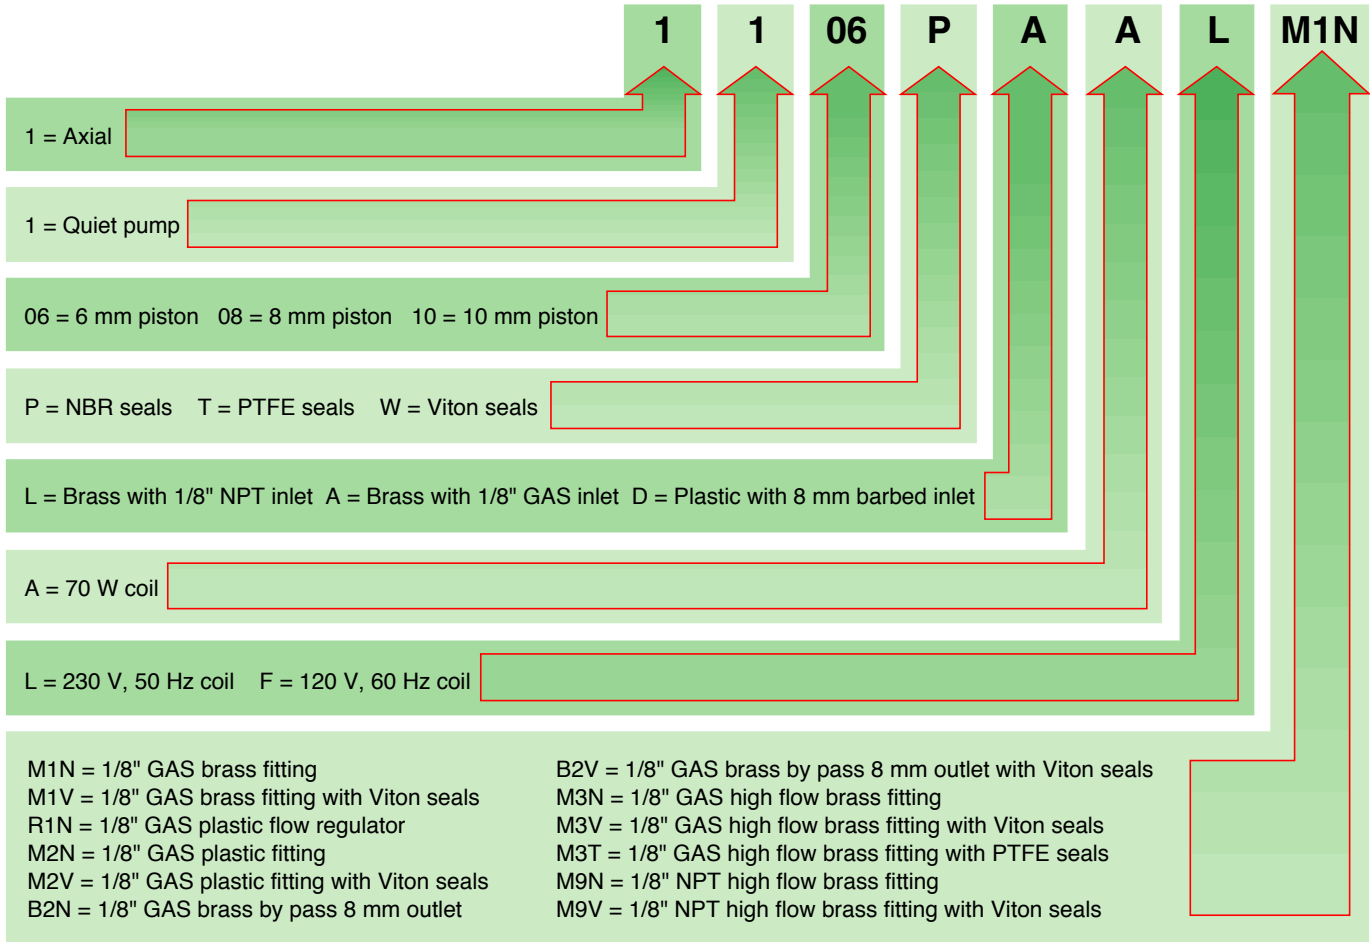 1 1 06 P A A L M1N
1 = Axial
1 = Quiet pump
06 = 6 mm piston 08 = 8 mm piston 10 = 10 mm piston
P = NBR seals T = PTFE seals W = Viton seals
L = Brass with 1/8" NPT inlet A = Brass with 1/8" GAS inlet D = Plastic with 8 mm barbed inlet
A = 70 W coil
L = 230 V, 50 Hz coil F = 120 V, 60 Hz coil
M1N = 1/8" GAS brass fitting
M1V = 1/8" GAS brass fitting with Viton seals
R1N = 1/8" GAS plastic flow regulator
M2N = 1/8" GAS plastic fitting
M2V = 1/8" GAS plastic fitting with Viton seals
B2N = 1/8" GAS brass by pass 8 mm outlet
B2V = 1/8" GAS brass by pass 8 mm outlet with Viton seals
M3N = 1/8" GAS high flow brass fitting
M3V = 1/8" GAS high flow brass fitting with Viton seals
M3T = 1/8" GAS high flow brass fitting with PTFE seals
M9N = 1/8" NPT high flow brass fitting
M9V = 1/8" NPT high flow brass fitting with Viton seals